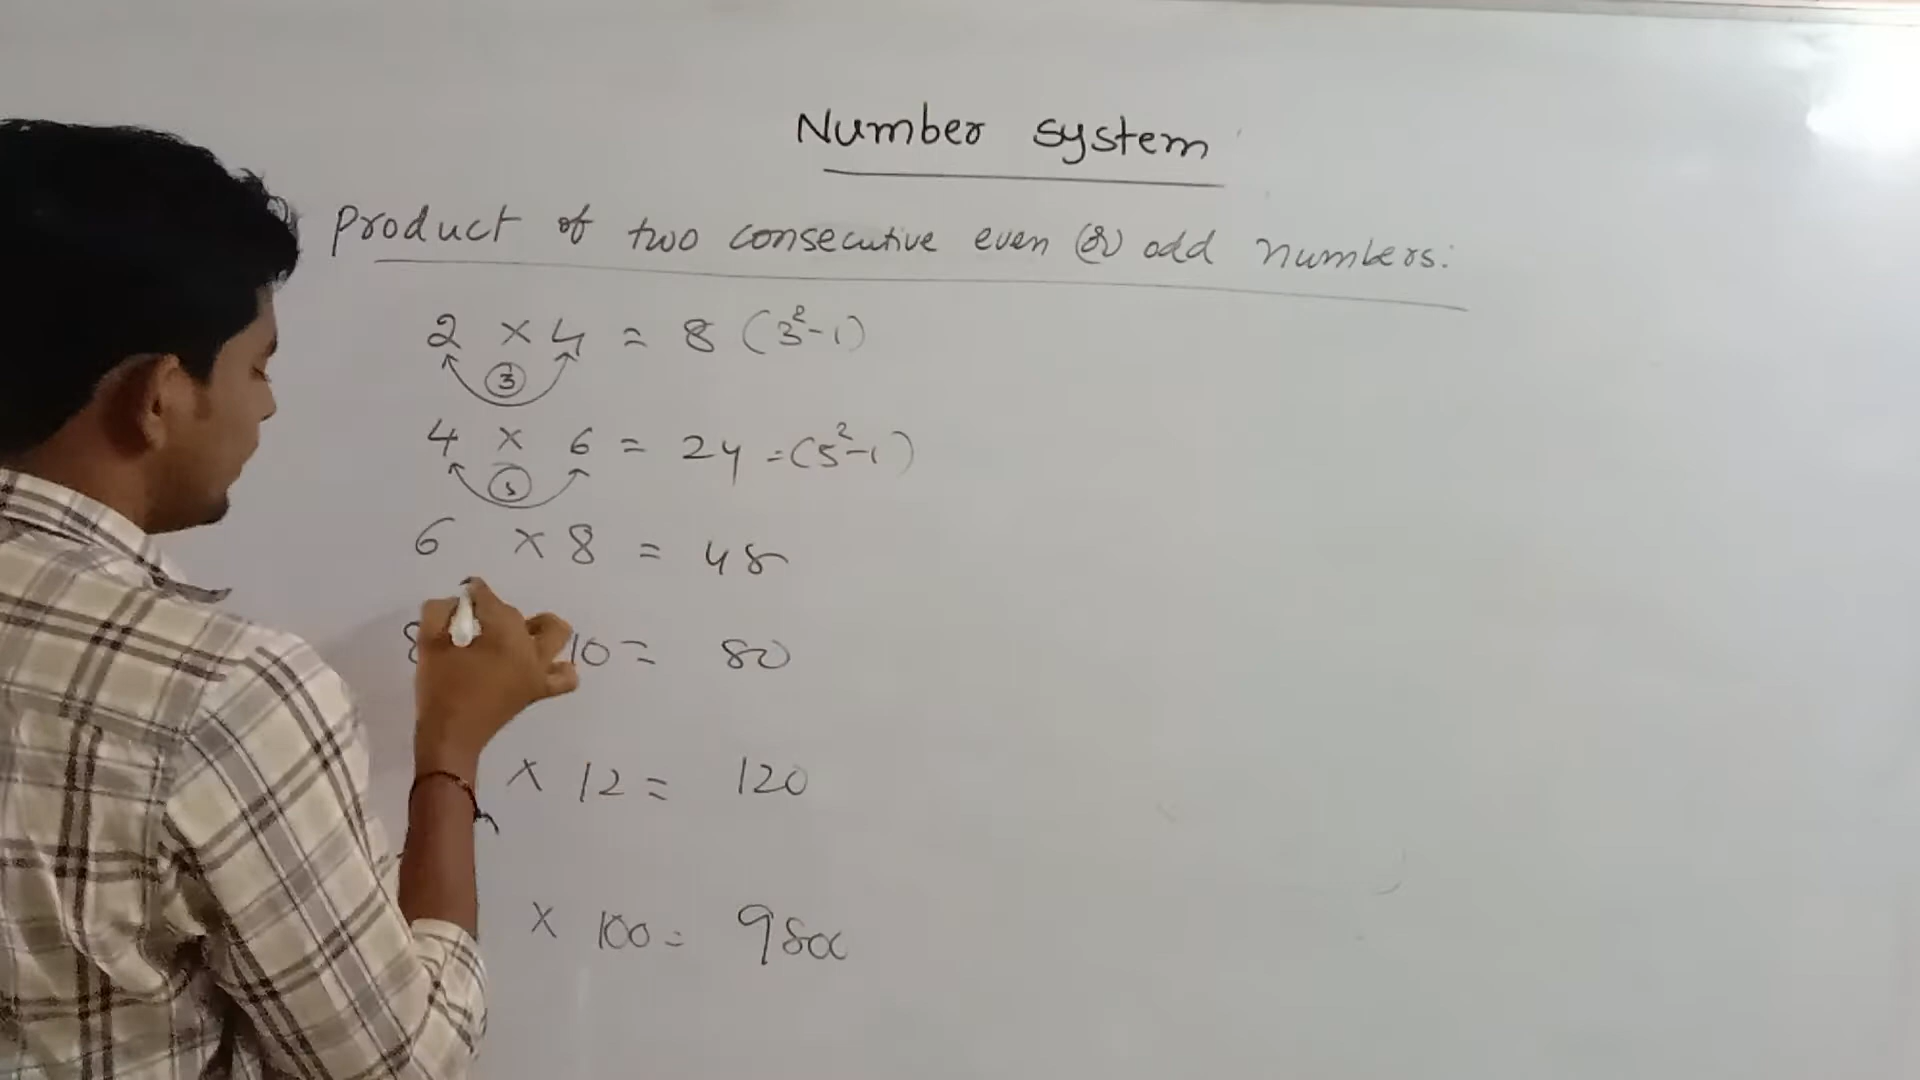 Number system
Product of two consecutive even (or) odd numbers:
2 × 4 = 8 (3²-1)
3
4 × 6 = 24 = (5²-1)
5
6 × 8 = 48
8 10 = 80
× 12 = 120
× 100 = 9800